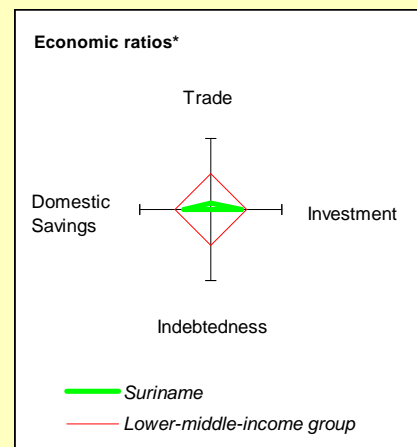 Economic ratios*
Trade
Domestic
Savings
Investment
Indebtedness
Suriname
Lower-middle-income group